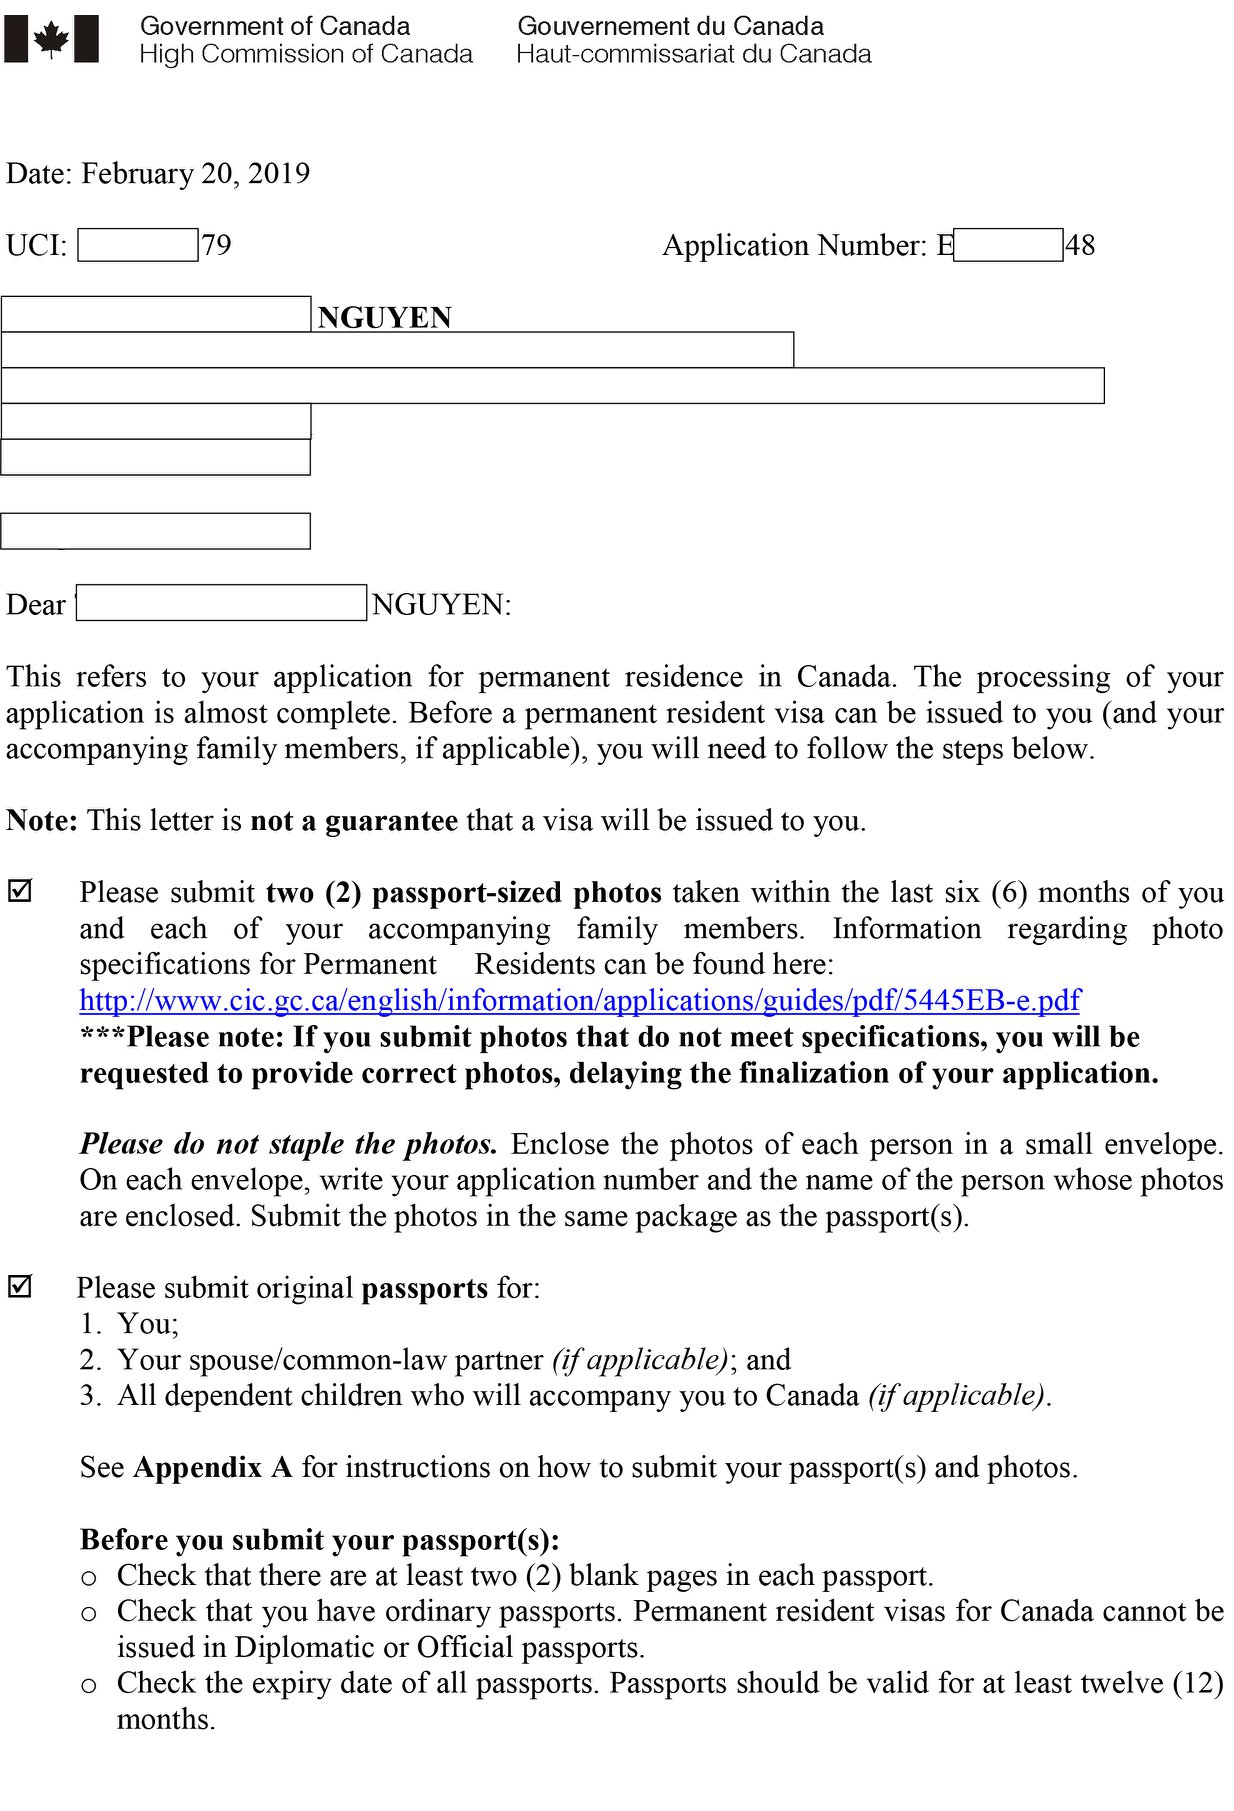 Government of Canada Gouvernement du Canada
High Commission of Canada Haut-commissariat du Canada
Date: February 20, 2019
UCI: 79 Application Number: E 48
NGUYEN
Dear NGUYEN:
This refers to your application for permanent residence in Canada. The processing of your
application is almost complete. Before a permanent resident visa can be issued to you (and your
accompanying family members, if applicable), you will need to follow the steps below.
Note: This letter is not a guarantee that a visa will be issued to you.
☑ Please submit two (2) passport-sized photos taken within the last six (6) months of you
and each of your accompanying family members. Information regarding photo
specifications for Permanent Residents can be found here:
http://www.cic.gc.ca/english/information/applications/guides/pdf/5445EB-e.pdf
***Please note: If you submit photos that do not meet specifications, you will be
requested to provide correct photos, delaying the finalization of your application.
Please do not staple the photos. Enclose the photos of each person in a small envelope.
On each envelope, write your application number and the name of the person whose photos
are enclosed. Submit the photos in the same package as the passport(s).
☑ Please submit original passports for:
1. You;
2. Your spouse/common-law partner (if applicable); and
3. All dependent children who will accompany you to Canada (if applicable).
See Appendix A for instructions on how to submit your passport(s) and photos.
Before you submit your passport(s):
o Check that there are at least two (2) blank pages in each passport.
o Check that you have ordinary passports. Permanent resident visas for Canada cannot be
issued in Diplomatic or Official passports.
o Check the expiry date of all passports. Passports should be valid for at least twelve (12)
months.